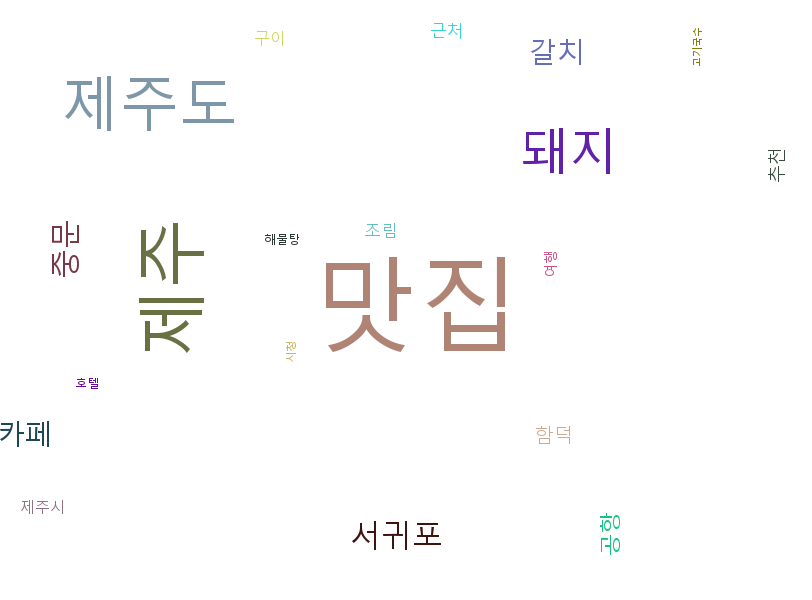 구이
근처
갈치
고기국수
제주도
돼지
추천
중문
제주
해물탕
조림
맛집
여행
시청
호텔
카페
함덕
제주시
서귀포
공항